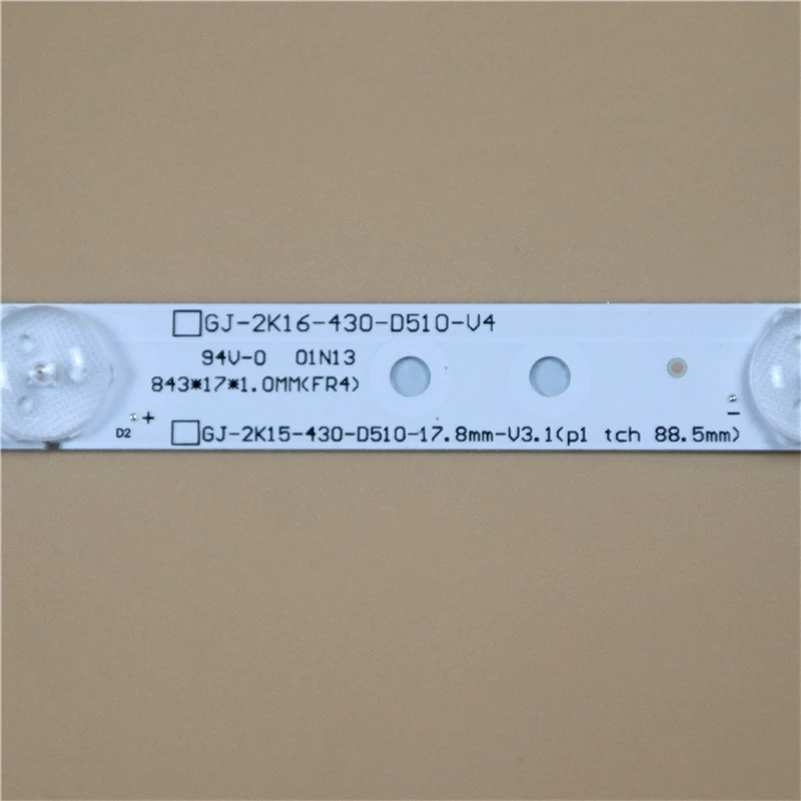 GJ-2K16-430-D510-V4
94V-0 01N13
843*17*1.0MM(FR4)
D2 +
-
GJ-2K15-430-D510-17.8mm-V3.1(p1 tch 88.5mm)